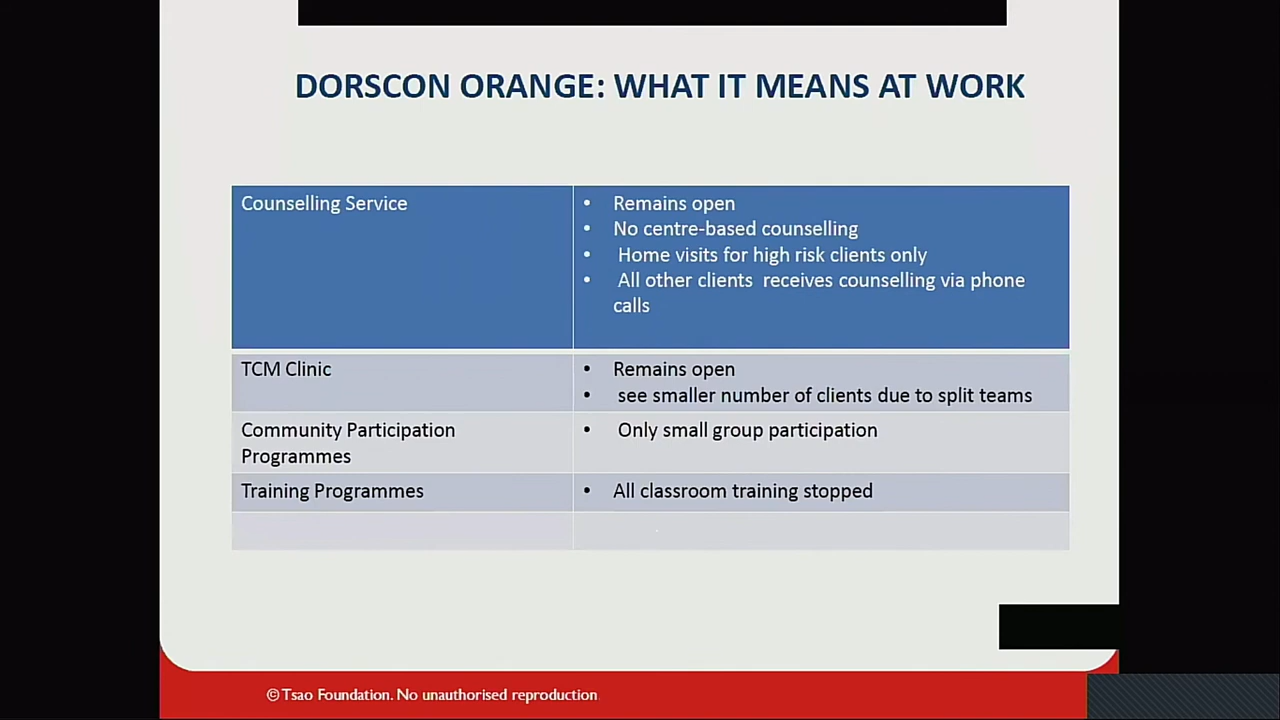 DORSCON ORANGE: WHAT IT MEANS AT WORK
Counselling Service
• Remains open
• No centre-based counselling
• Home visits for high risk clients only
• All other clients receives counselling via phone
calls
TCM Clinic
• Remains open
• see smaller number of clients due to split teams
Community Participation
Programmes
• Only small group participation
Training Programmes
• All classroom training stopped
© Tsao Foundation. No unauthorised reproduction